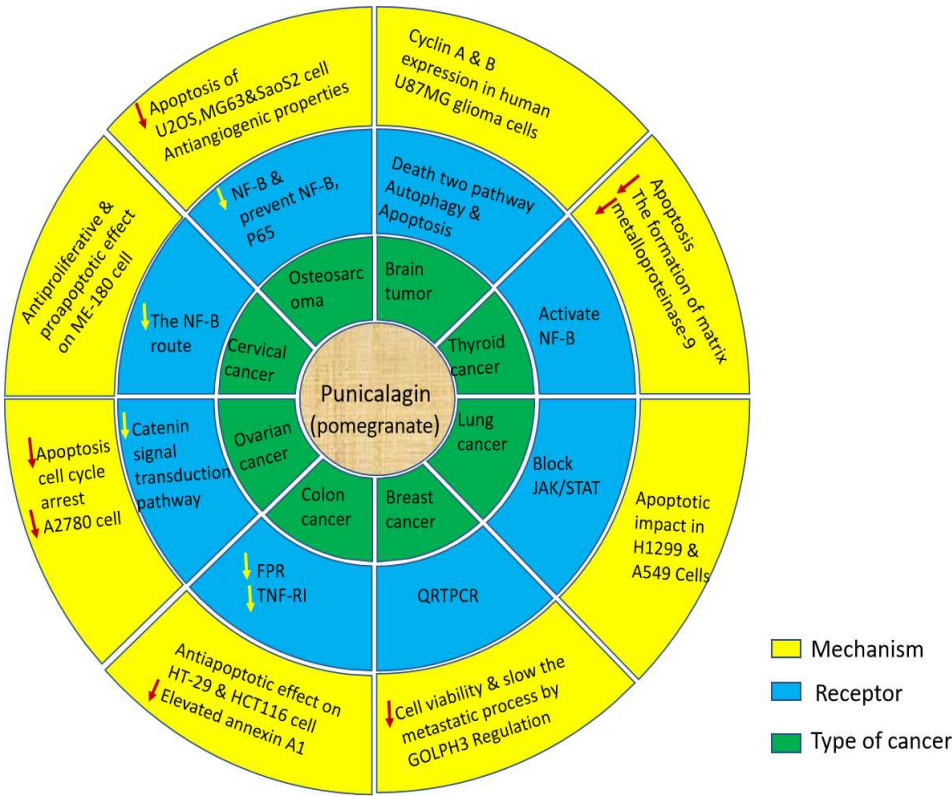 Punicalagin
(pomegranate)
Brain
tumor
Thyroid
cancer
Lung
cancer
Breast
cancer
Colon
cancer
Ovarian
cancer
Cervical
cancer
Osteosarc
oma
Death two pathway
Autophagy &
Apoptosis
Activate
NF-B
Block
JAK/STAT
QRTPCR
↓ FPR
↓ TNF-RI
↓ Catenin
signal
transduction
pathway
↓ The NF-B
route
↓ NF-B &
prevent NF-B,
P65
Cyclin A & B
expression in human
U87MG glioma cells
↓ Apoptosis
↓ The formation of matrix
metalloproteinase-9
Apoptotic
impact in
H1299 &
A549 Cells
↓ Cell viability & slow the
metastatic process by
GOLPH3 Regulation
Antiapoptotic effect on
HT-29 & HCT116 cell
↓ Elevated annexin A1
↓ Apoptosis
cell cycle
arrest
↓ A2780 cell
Antiproliferative &
proapoptotic effect
on ME-180 cell
↓ Apoptosis of
U2OS,MG63&SaoS2 cell
Antiangiogenic properties
Mechanism
Receptor
Type of cancer